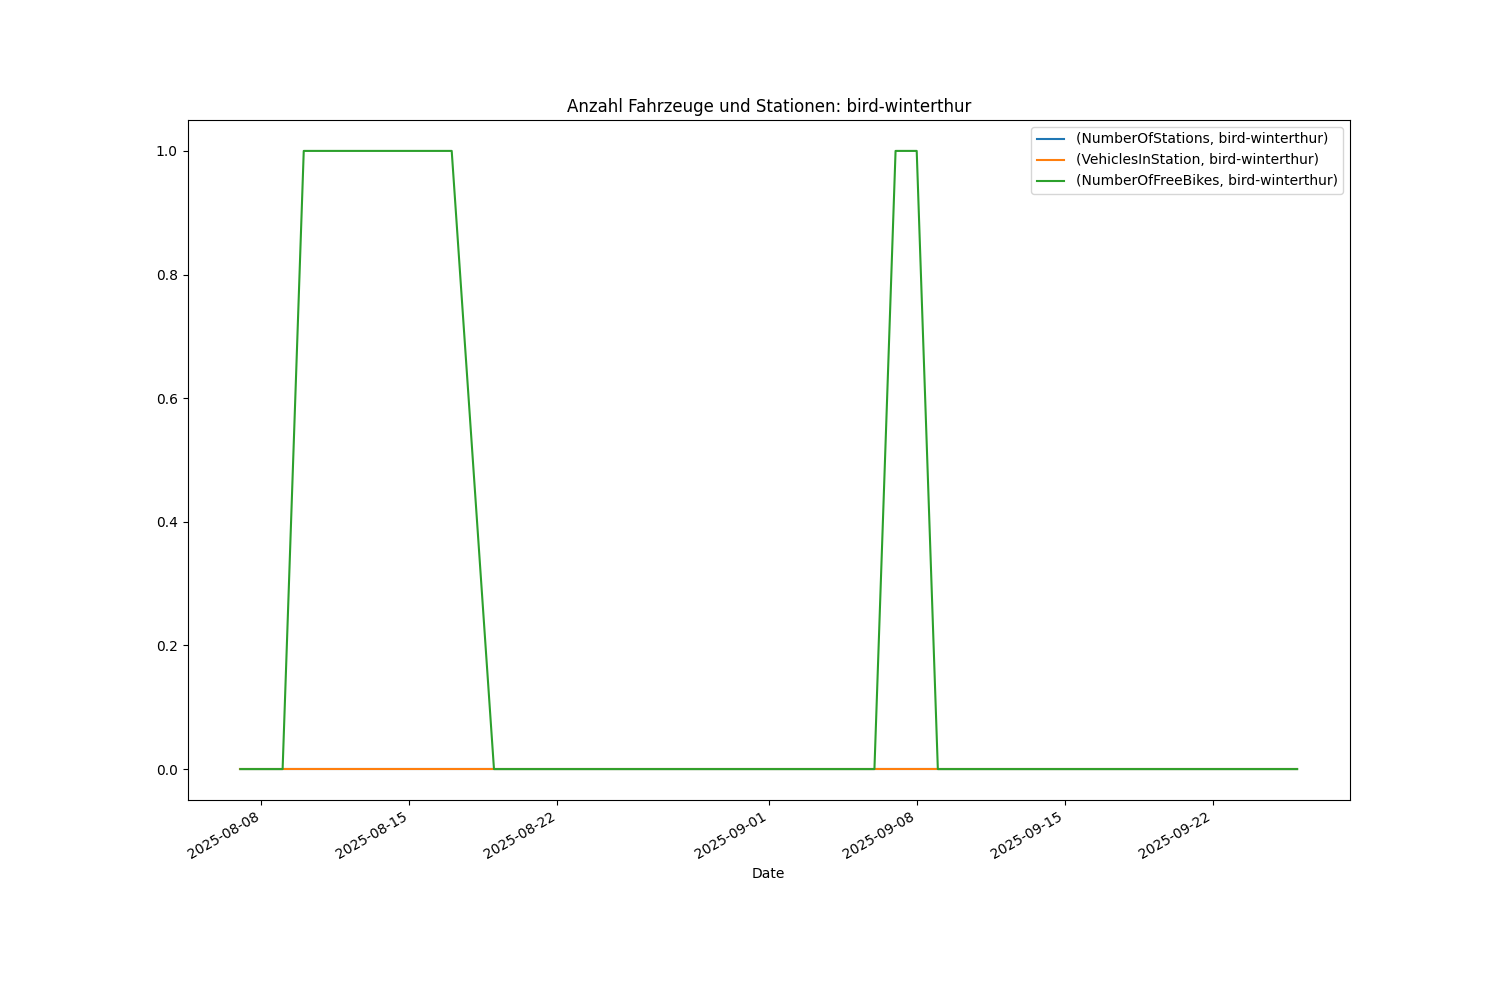 Anzahl Fahrzeuge und Stationen: bird-winterthur
(NumberOfStations, bird-winterthur)
(VehiclesInStation, bird-winterthur)
(NumberOfFreeBikes, bird-winterthur)
1.0
0.8
0.6
0.4
0.2
0.0
2025-08-08
2025-08-15
2025-08-22
2025-09-01
2025-09-08
2025-09-15
2025-09-22
Date